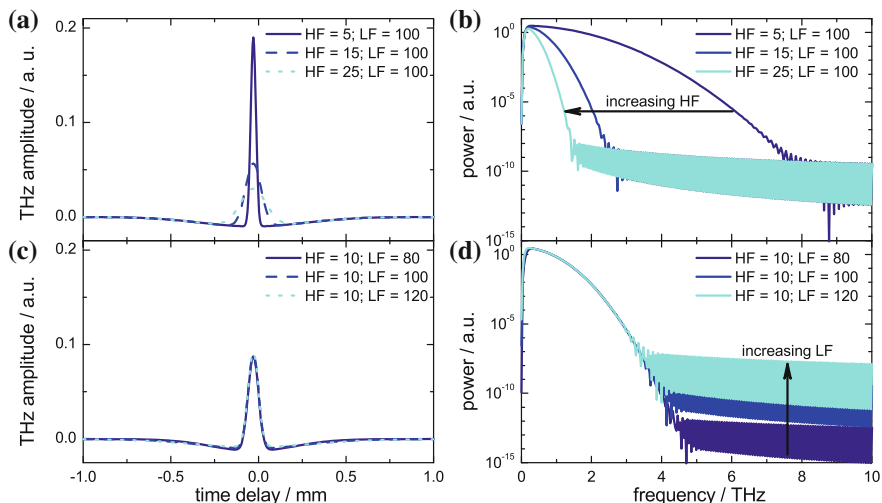 (a)
THz amplitude / a. u.
0.2
0.1
0.0
HF = 5; LF = 100
HF = 15; LF = 100
HF = 25; LF = 100
(b)
power / a.u.
10^0
10^-5
10^-10
10^-15
HF = 5; LF = 100
HF = 15; LF = 100
HF = 25; LF = 100
increasing HF
(c)
THz amplitude / a.u.
0.2
0.1
0.0
HF = 10; LF = 80
HF = 10; LF = 100
HF = 10; LF = 120
-1.0 -0.5 0.0 0.5 1.0
time delay / mm
(d)
power / a.u.
10^0
10^-5
10^-10
10^-15
HF = 10; LF = 80
HF = 10; LF = 100
HF = 10; LF = 120
increasing LF
0 2 4 6 8 10
frequency / THz